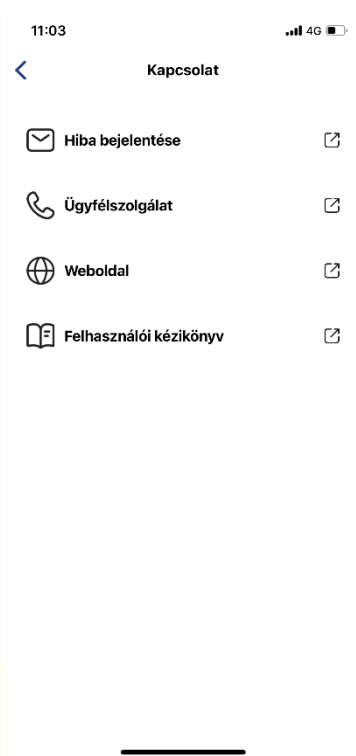 11:03 4G
Kapcsolat
Hiba bejelentése
Ügyfélszolgálat
Weboldal
Felhasználói kézikönyv